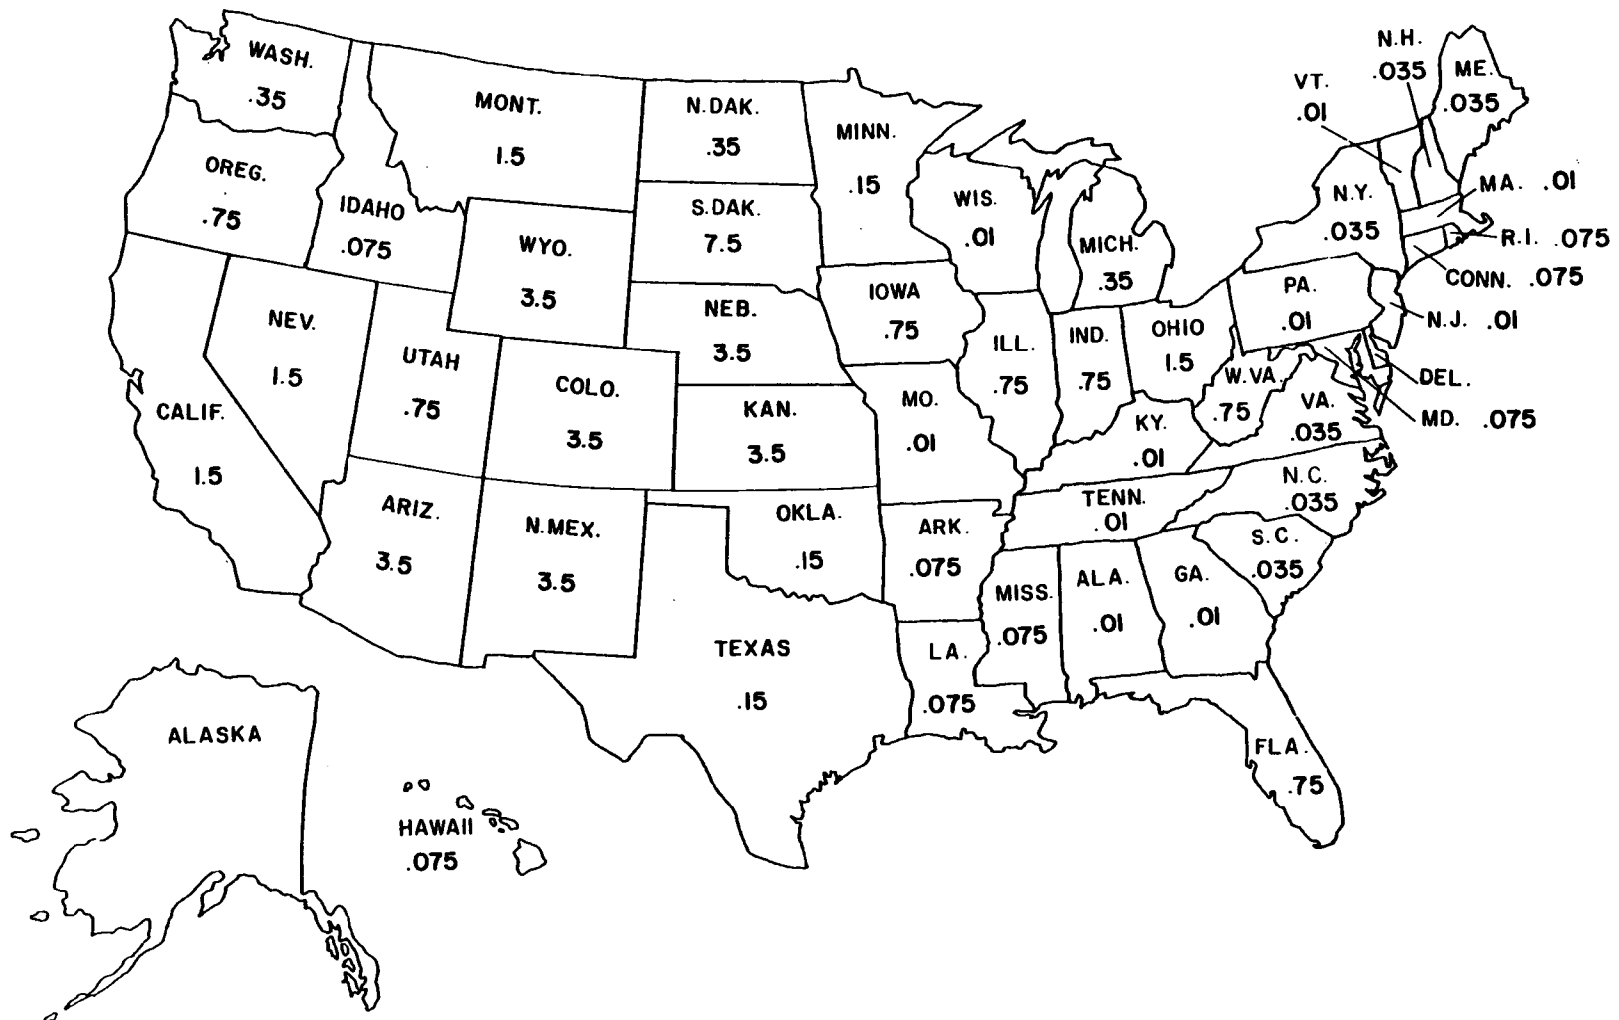 WASH.
.35
MONT.
1.5
N.DAK.
.35
MINN.
.15
VT.
.01
N.H.
.035
ME.
.035
OREG.
.75
IDAHO
.075
WYO.
3.5
S.DAK.
7.5
WIS.
.01
MICH.
.35
N.Y.
.035
MA. .01
R.I. .075
CONN. .075
N.J. .01
DEL.
MD. .075
NEV.
1.5
UTAH
.75
COLO.
3.5
NEB.
3.5
IOWA
.75
ILL.
.75
IND.
.75
OHIO
1.5
PA.
.01
W.VA.
.75
VA.
.035
CALIF.
1.5
KAN.
3.5
MO.
.01
KY.
.01
ARIZ.
3.5
N.MEX.
3.5
OKLA.
.15
ARK.
.075
TENN.
.01
N.C.
.035
S.C.
.035
TEXAS
.15
LA.
.075
MISS.
.075
ALA.
.01
GA.
.01
FLA.
.75
ALASKA
HAWAII
.075